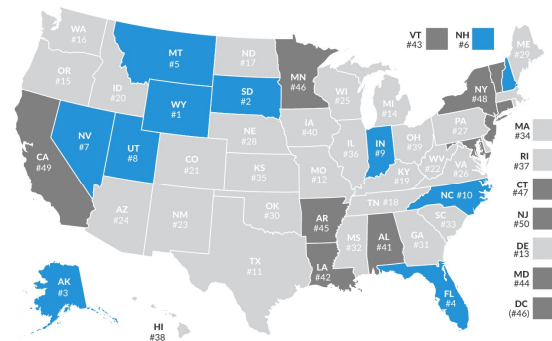 WA
#16
OR
#15
CA
#49
NV
#7
ID
#20
MT
#5
WY
#1
UT
#8
AZ
#24
CO
#21
NM
#23
ND
#17
SD
#2
NE
#28
KS
#35
OK
#30
TX
#11
MN
#46
IA
#40
MO
#12
AR
#45
LA
#42
WI
#25
IL
#36
MI
#14
IN
#9
OH
#39
KY
#19
TN #18
MS
#32
AL
#41
GA
#31
FL
#4
SC
#33
NC #10
VA
#26
WV
#22
PA
#27
NY
#48
ME
#29
VT
#43
NH
#6
MA
#34
RI
#37
CT
#47
NJ
#50
DE
#13
MD
#44
DC
(#46)
AK
#3
HI
#38